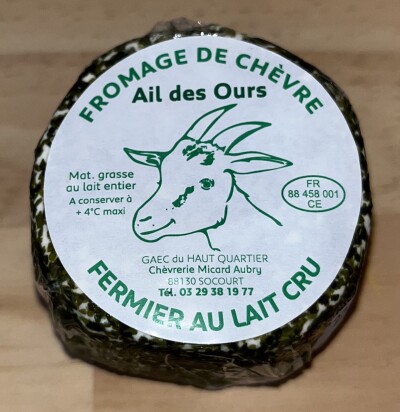 FROMAGE DE CHÈVRE
Ail des Ours
Mat. grasse
au lait entier
A conserver à
+ 4°C maxi
FR
88 458 001
CE
GAEC du HAUT QUARTIER
Chèvrerie Micard Aubry
88130 SOCOURT
Tél. 03 29 38 19 77
FERMIER AU LAIT CRU